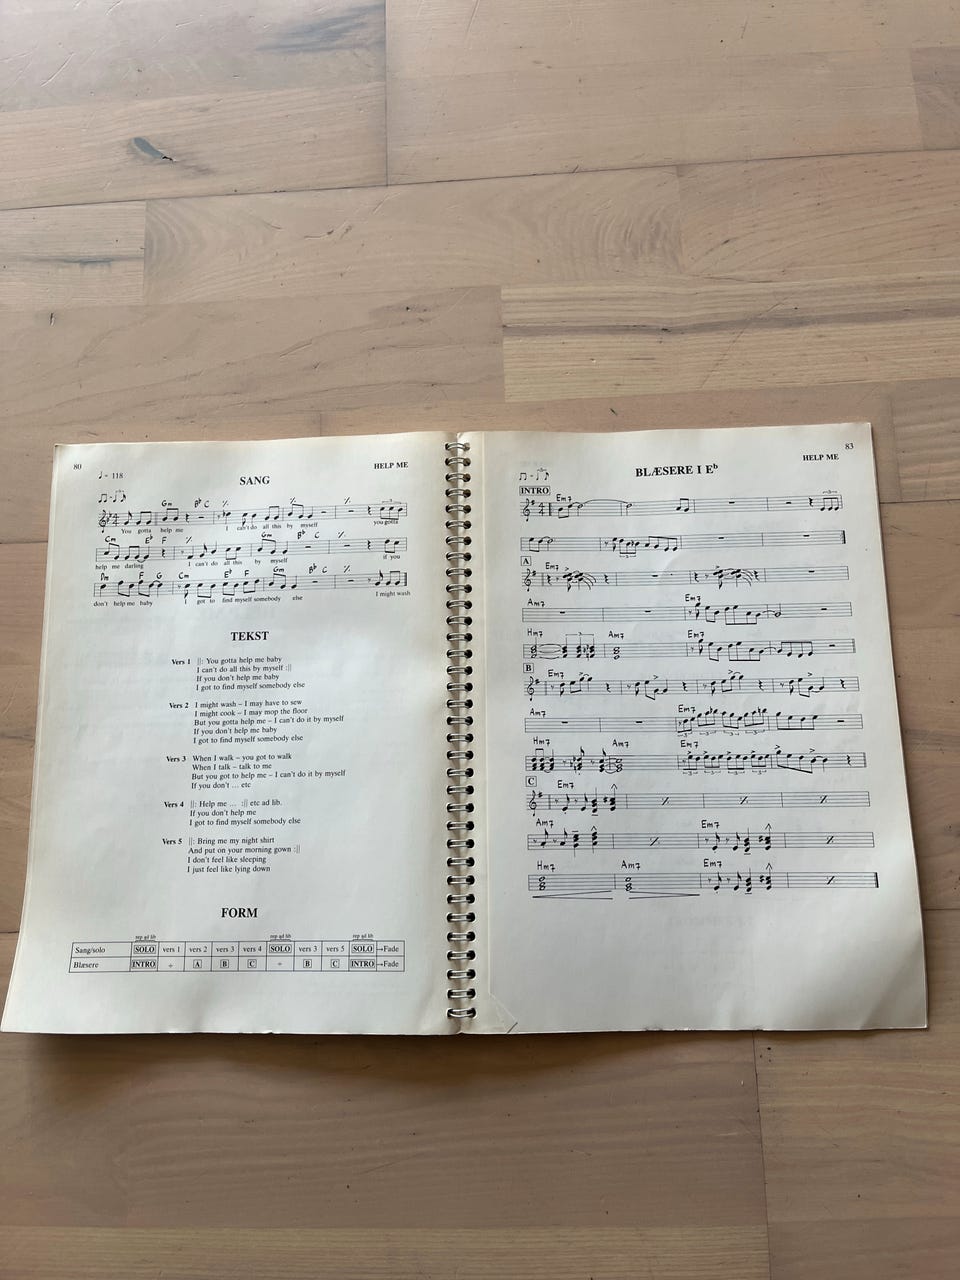 80
HELP ME
♩ = 118
SANG
Gm B♭ C
You gotta help me I can't do all this by myself you gotta
Cm E♭ F Gm B♭ C
help me darling I can't do all this by myself if you
Dm F G Cm E♭ F Gm B♭ C
don't help me baby I got to find myself somebody else I might wash
TEKST
Vers 1 ||: You gotta help me baby
I can't do all this by myself :||
If you don't help me baby
I got to find myself somebody else
Vers 2 I might wash – I may have to sew
I might cook – I may mop the floor
But you gotta help me – I can't do it by myself
If you don't help me baby
I got to find myself somebody else
Vers 3 When I walk – you got to walk
When I talk – talk to me
But you got to help me – I can't do it by myself
If you don't ... etc
Vers 4 ||: Help me ... :|| etc ad lib.
If you don't help me
I got to find myself somebody else
Vers 5 ||: Bring me my night shirt
And put on your morning gown :||
I don't feel like sleeping
I just feel like lying down
FORM
rep ad lib rep ad lib rep ad lib
Sang/solo SOLO vers 1 vers 2 vers 3 vers 4 SOLO vers 3 vers 5 SOLO →Fade
Blæsere INTRO ÷ A B C ÷ B C INTRO →Fade
83
HELP ME
BLÆSERE I E♭
INTRO
Em7
A
Em7
Am7 Em7
Hm7 Am7 Em7
B
Em7
Am7
Hm7 Am7 Em7
C
Em7
Am7 Em7
Hm7 Am7 Em7